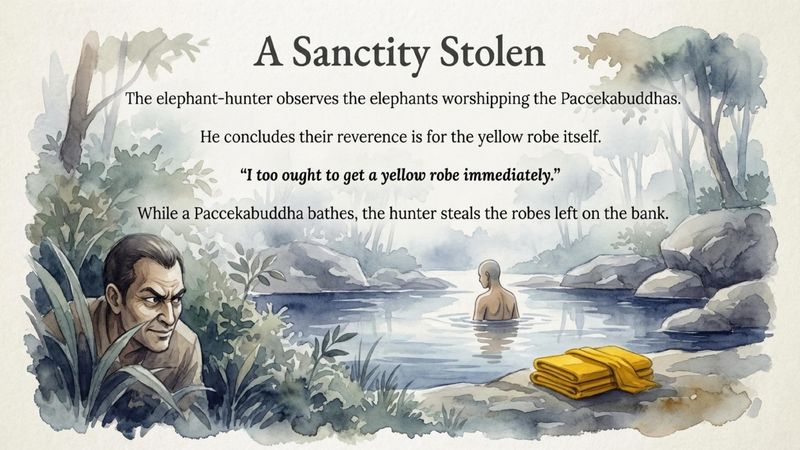 A Sanctity Stolen
The elephant-hunter observes the elephants worshipping the Paccekabuddhas.
He concludes their reverence is for the yellow robe itself.
“I too ought to get a yellow robe immediately.”
While a Paccekabuddha bathes, the hunter steals the robes left on the bank.